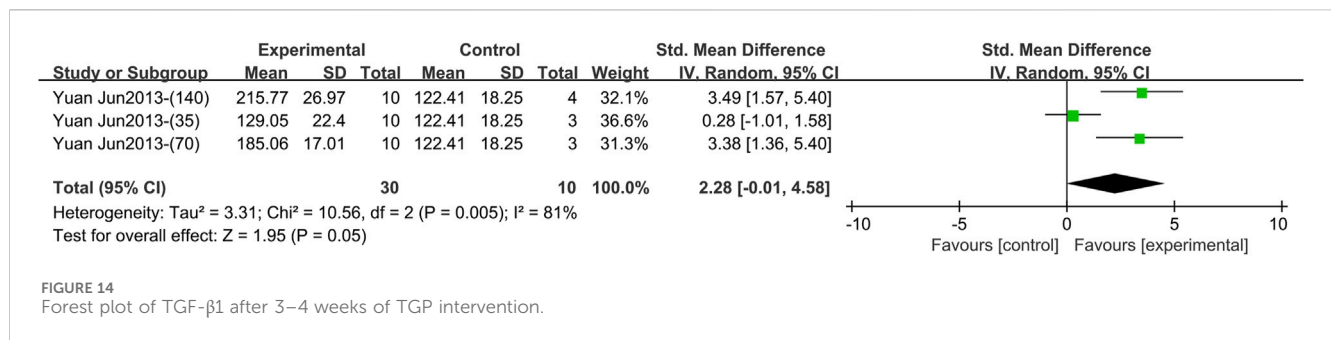 Experimental Control Std. Mean Difference Std. Mean Difference
Study or Subgroup Mean SD Total Mean SD Total Weight IV, Random, 95% CI IV, Random, 95% CI
Yuan Jun2013-(140) 215.77 26.97 10 122.41 18.25 4 32.1% 3.49 [1.57, 5.40]
Yuan Jun2013-(35) 129.05 22.4 10 122.41 18.25 3 36.6% 0.28 [-1.01, 1.58]
Yuan Jun2013-(70) 185.06 17.01 10 122.41 18.25 3 31.3% 3.38 [1.36, 5.40]
Total (95% CI) 30 10 100.0% 2.28 [-0.01, 4.58]
Heterogeneity: Tau² = 3.31; Chi² = 10.56, df = 2 (P = 0.005); I² = 81%
Test for overall effect: Z = 1.95 (P = 0.05)
-10 -5 0 5 10
Favours [control] Favours [experimental]
FIGURE 14
Forest plot of TGF-β1 after 3–4 weeks of TGP intervention.